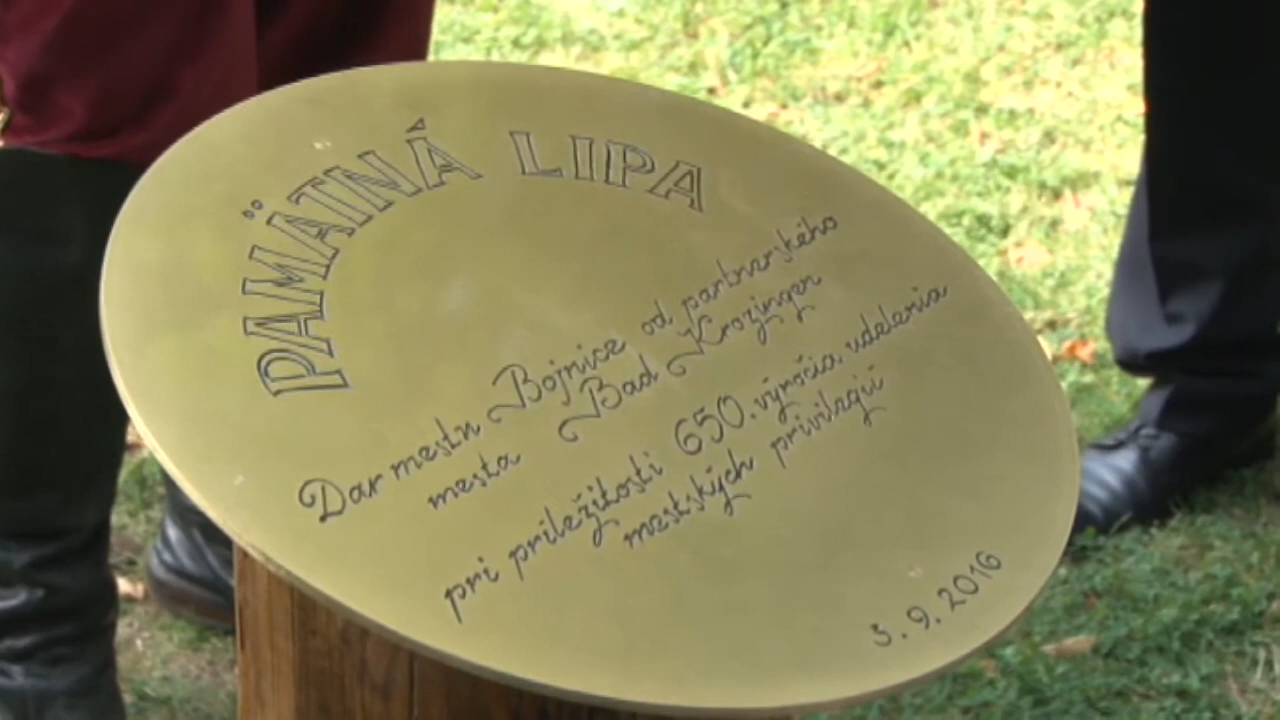 PAMÄTNÁ LIPA
Dar mestu Bojnice od partnerského
mesta Bad Krozingen
pri príležitosti 650. výročia udelenia
mestských privilégií
3.9.2016